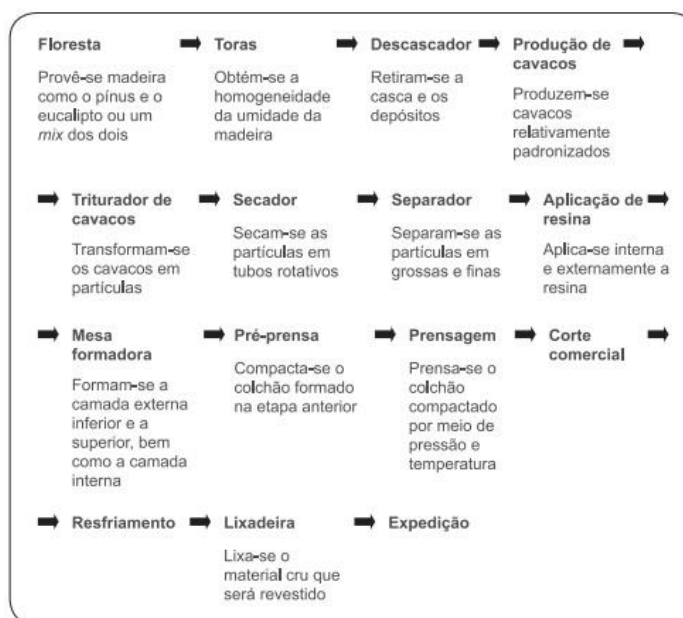 Floresta
Provê-se madeira
como o pínus e o
eucalipto ou um
mix dos dois
Toras
Obtém-se a
homogeneidade
da umidade da
madeira
Descascador
Retiram-se a
casca e os
depósitos
Produção de
cavacos
Produzem-se
cavacos
relativamente
padronizados
Triturador de
cavacos
Transformam-se
os cavacos em
partículas
Secador
Secam-se as
partículas em
tubos rotativos
Separador
Separam-se as
partículas em
grossas e finas
Aplicação de
resina
Aplica-se interna
e externamente a
resina
Mesa
formadora
Formam-se a
camada externa
inferior e a
superior, bem
como a camada
interna
Pré-prensa
Compacta-se o
colchão formado
na etapa anterior
Prensagem
Prensa-se o
colchão
compactado
por meio de
pressão e
temperatura
Corte
comercial
Resfriamento
Lixadeira
Lixa-se o
material cru que
será revestido
Expedição